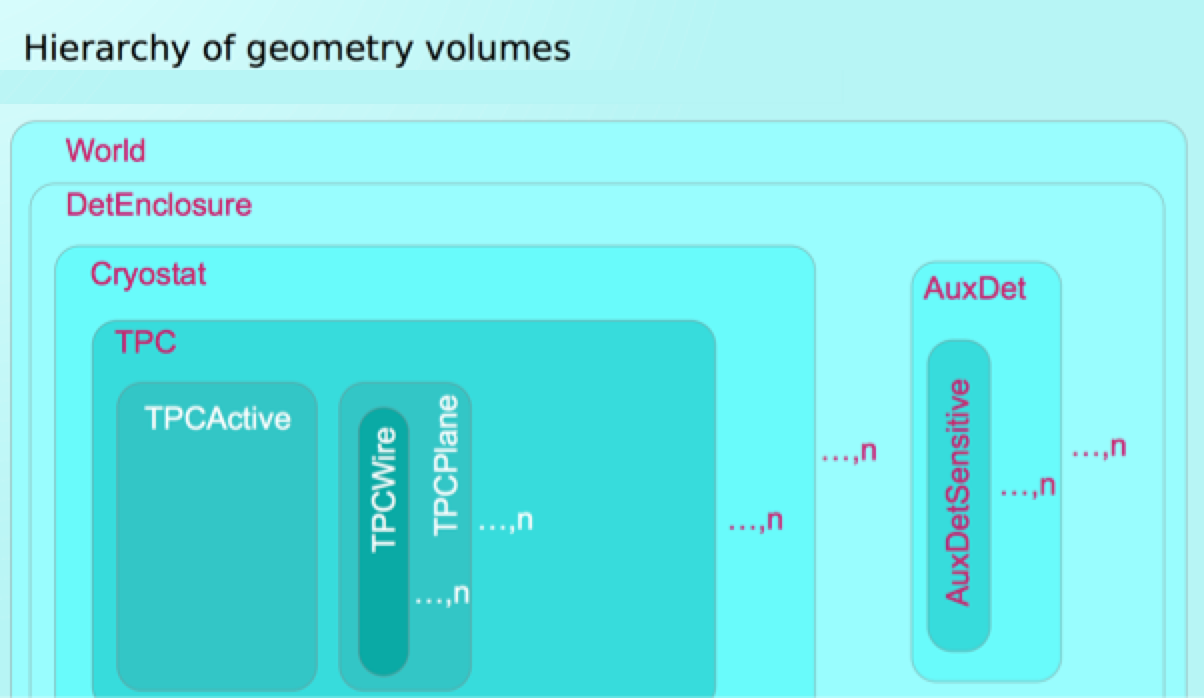 Hierarchy of geometry volumes
World
DetEnclosure
Cryostat
TPC
TPCActive
TPCWire
...,n
TPCPlane
...,n
...,n
...,n
AuxDet
AuxDetSensitive
...,n
...,n